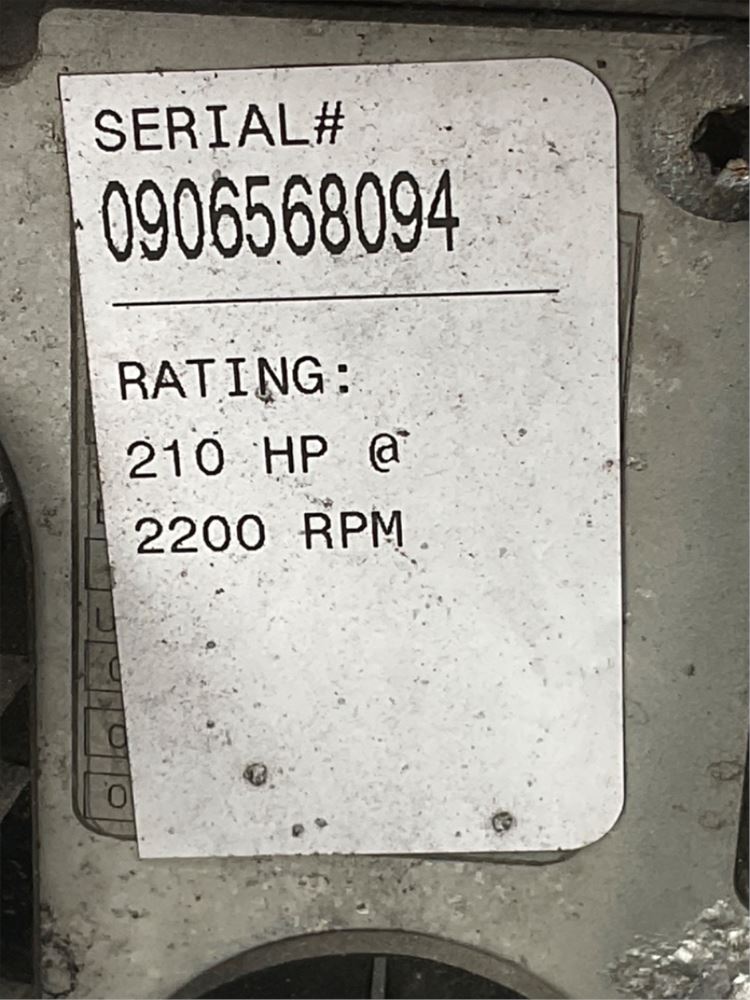 SERIAL#
0906568094
RATING:
210 HP @
2200 RPM